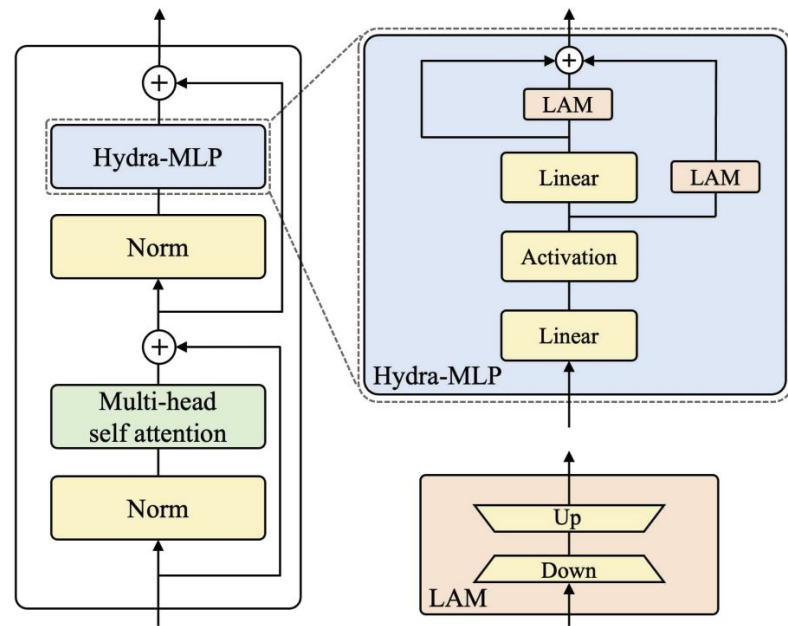 Hydra-MLP
Norm
Multi-head
self attention
Norm
LAM
Linear
LAM
Activation
Linear
Hydra-MLP
Up
Down
LAM